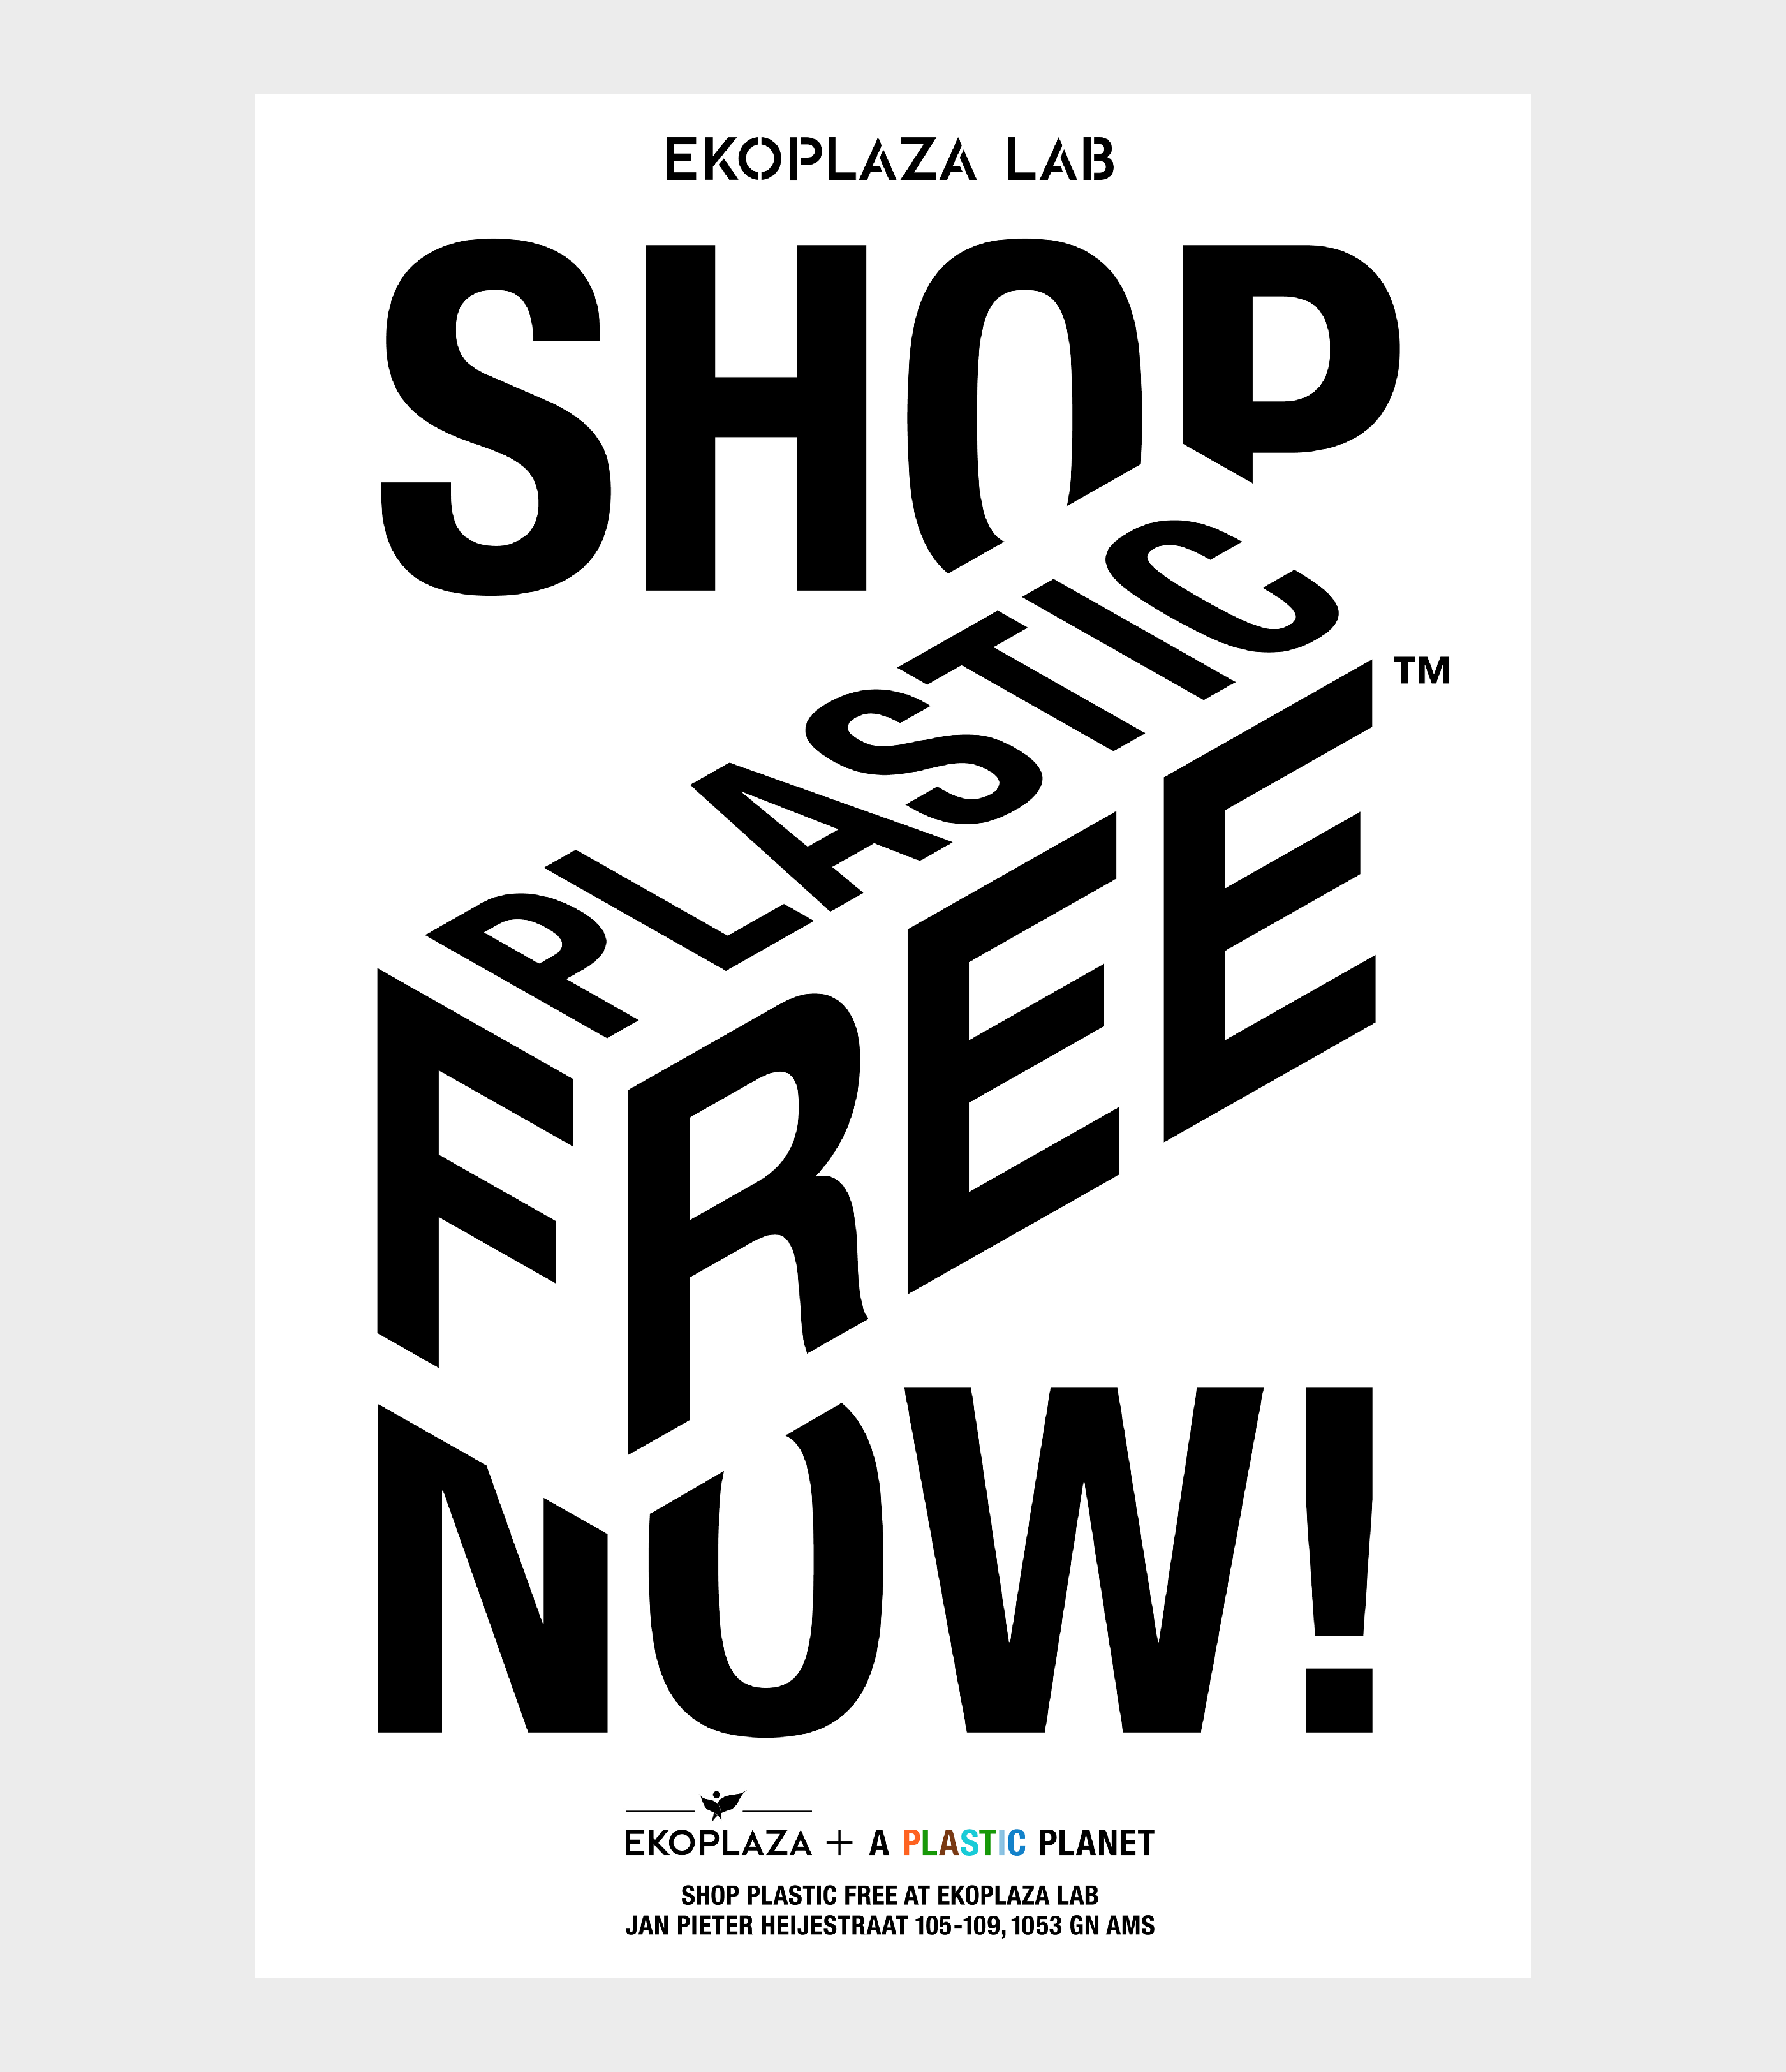 EKOPLAZA LAB
SHOP
PLASTIC
FREE™
NOW!
EKOPLAZA + A PLASTIC PLANET
SHOP PLASTIC FREE AT EKOPLAZA LAB
JAN PIETER HEIJESTRAAT 105-109, 1053 GN AMS